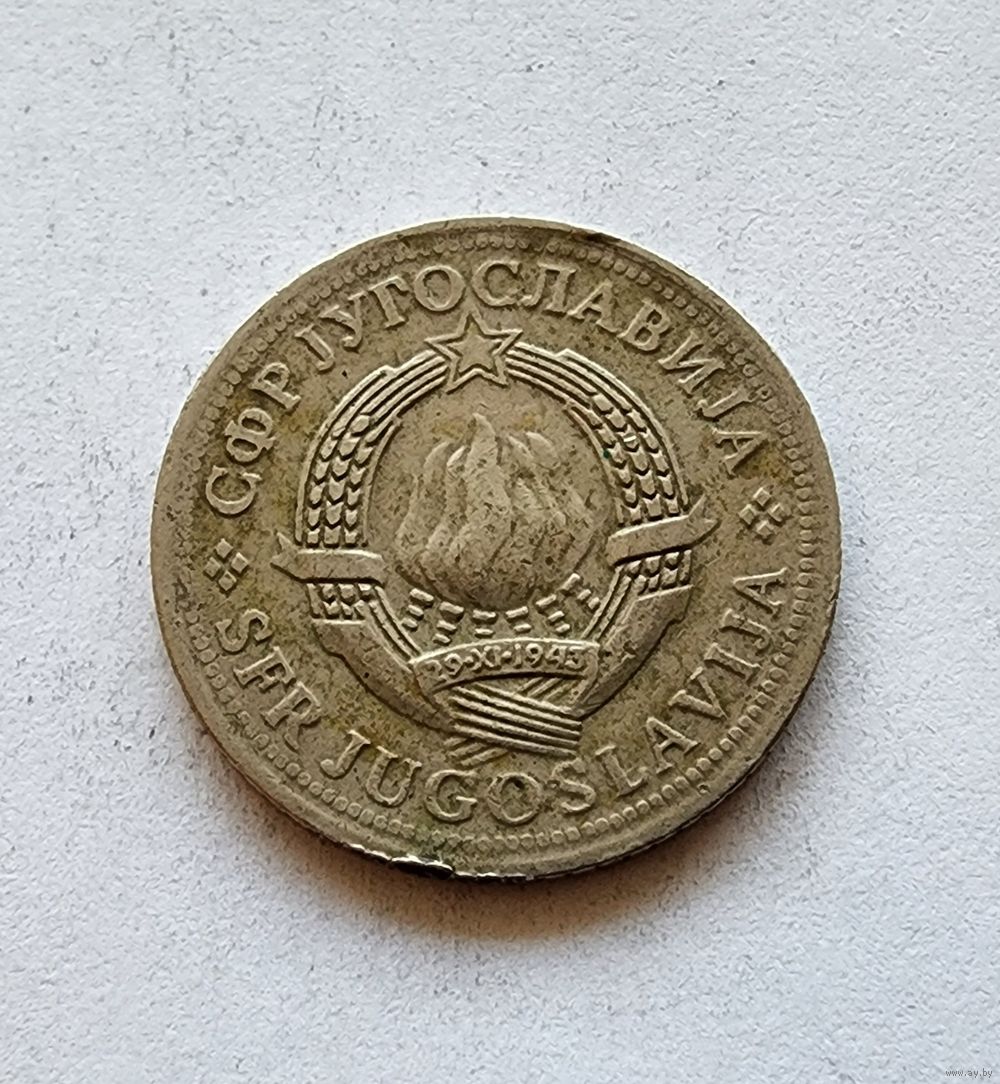 СФР ЈУГОСЛАВИЈА
29·XI·1943
SFR JUGOSLAVIJA
www.ay.by